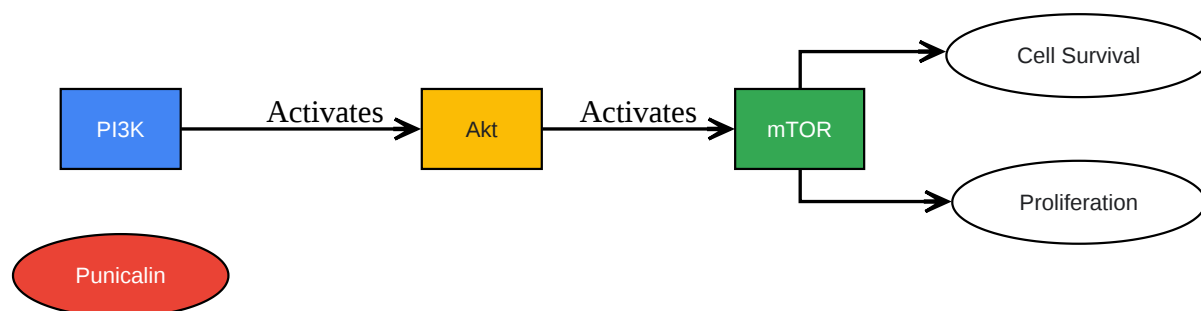 Cell Survival
PI3K
Activates
Akt
Activates
mTOR
Proliferation
Punicalin